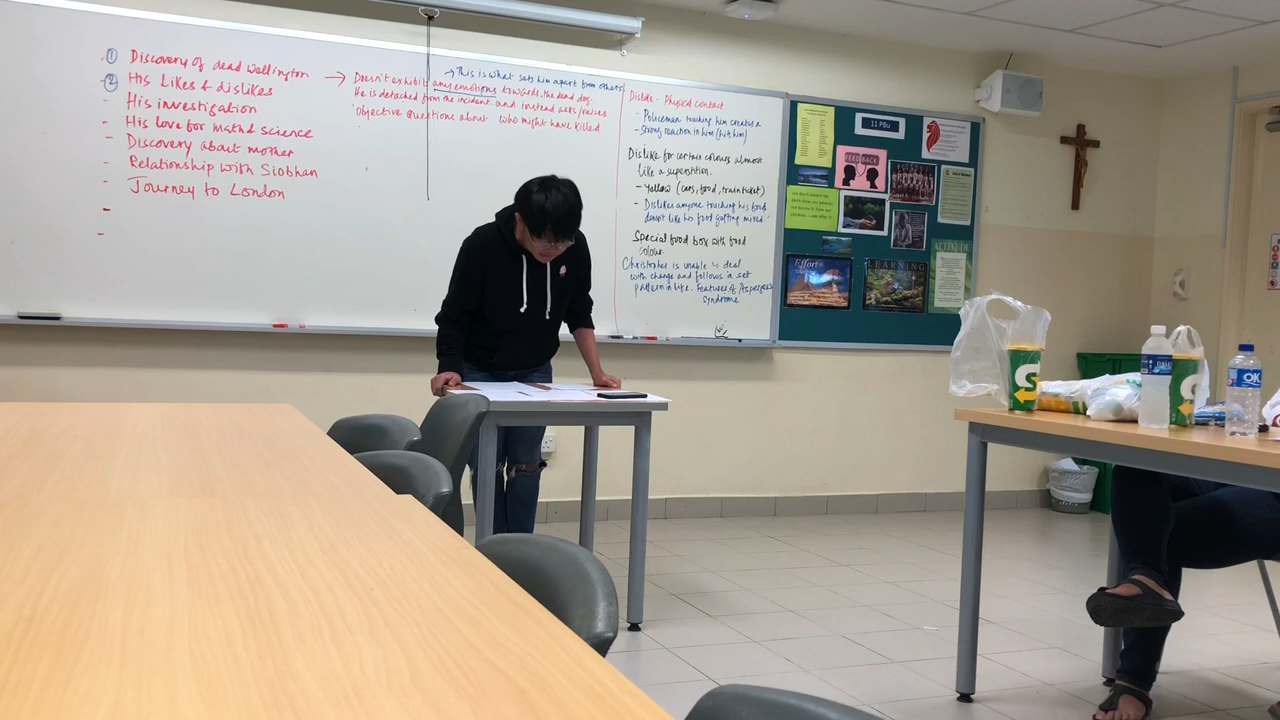 ① Discovery of dead Wellington
② His Likes & dislikes
- His investigation
- His love for Maths science
- Discovery about mother
- Relationship with Siobhan
- Journey to London
→ This is what sets him apart from others.
→ Doesn't exhibit any emotions towards the dead dog.
He is detached from the incident and instead asks/raises
objective questions about who might have killed
Dislike - Physical contact
- Policeman touching him creates a
- strong reaction in him (hit him)
Dislike for certain colours almost
like a superstition.
- Yellow (cars, food, train ticket)
- Dislikes anyone touching his food
doesn't like his food getting mixed
Special food box with food
colour.
Christopher is unable to deal
with change and follows a set
pattern in life. Features of Asperger's
Syndrome
11 PBu
FEEDBACK
Effort
LEARNING
OK